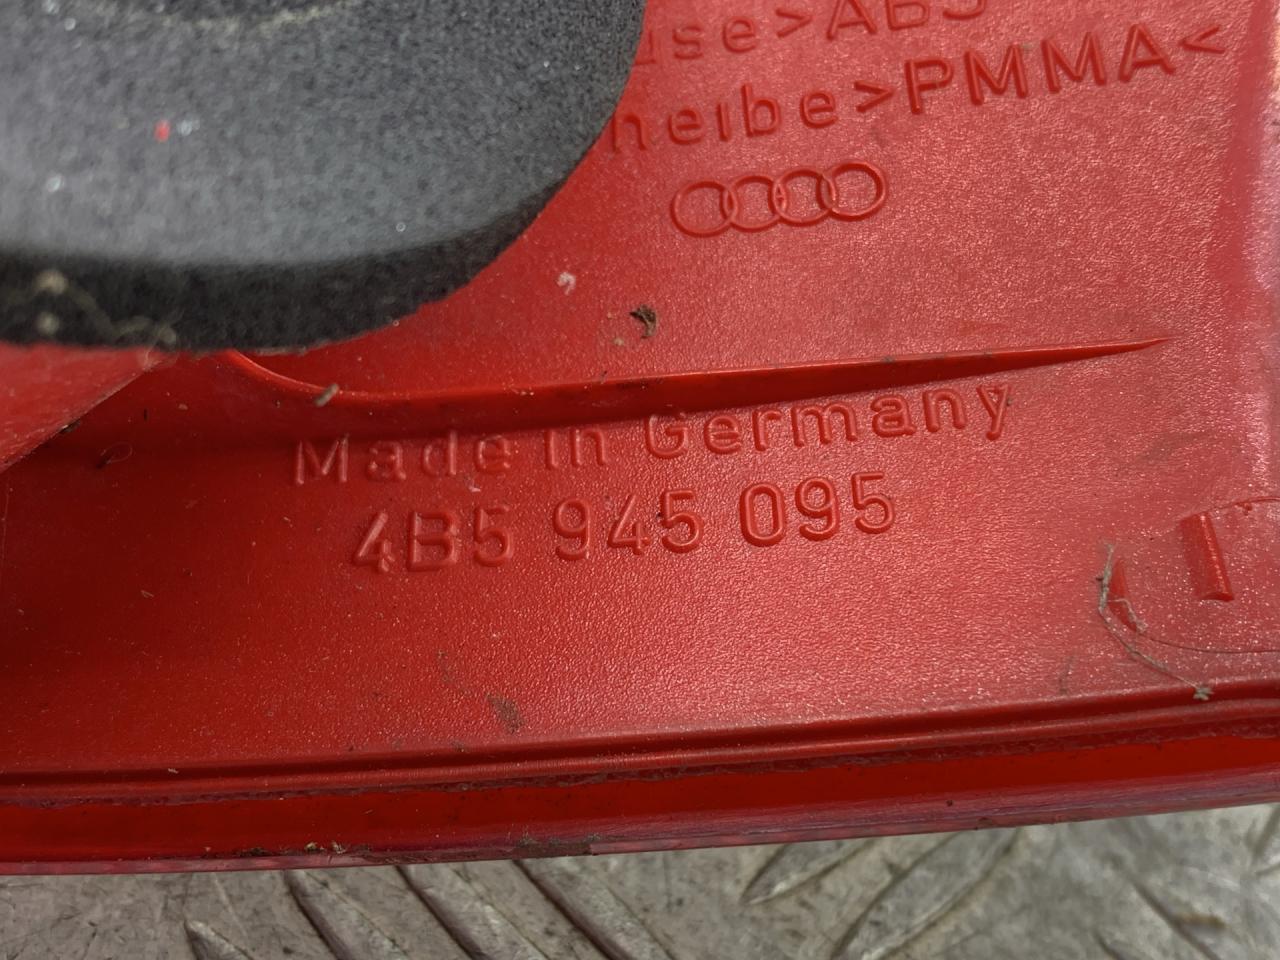 use>ABS
heibe>PMMA<
Made in Germany
4B5 945 095